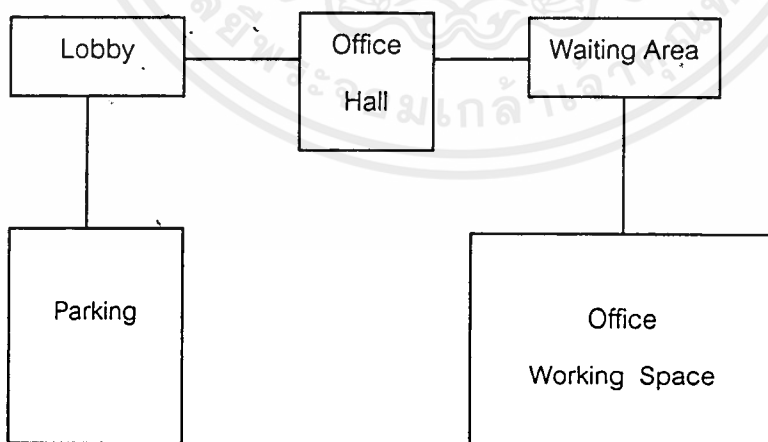 Lobby
Office
Hall
Waiting Area
Parking
Office
Working Space